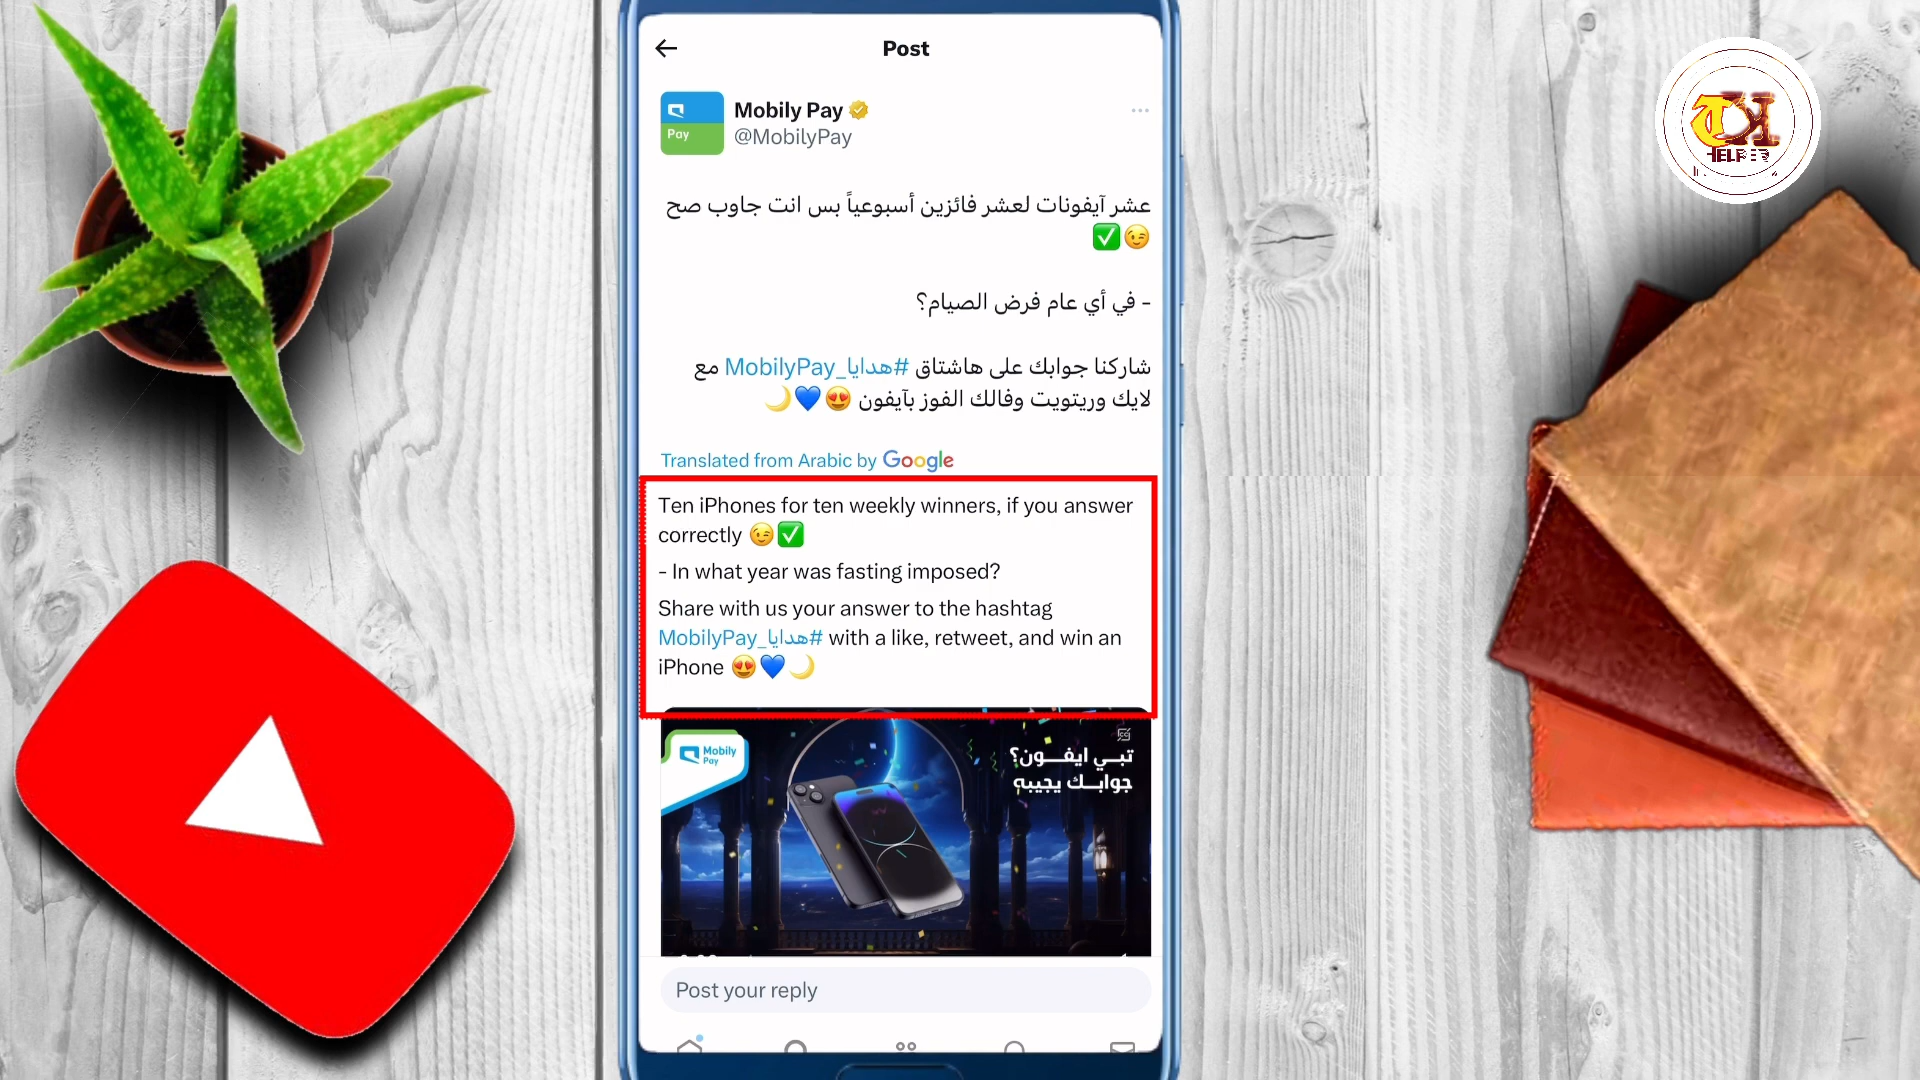 Post
Mobily Pay
@MobilyPay
Pay
عشر آيفونات لعشر فائزين أسبوعياً بس انت جاوب صح
😉✅
- في أي عام فرض الصيام؟
شاركنا جوابك على هاشتاق #هدايا_MobilyPay مع
لايك وريتويت وفالك الفوز بآيفون 😍💙🌙
Translated from Arabic by Google
Ten iPhones for ten weekly winners, if you answer
correctly 😉✅
- In what year was fasting imposed?
Share with us your answer to the hashtag
#هدايا_MobilyPay with a like, retweet, and win an
iPhone 😍💙🌙
Mobily
Pay
تبي ايفون؟
جوابك يجيبه
Post your reply
HELPER